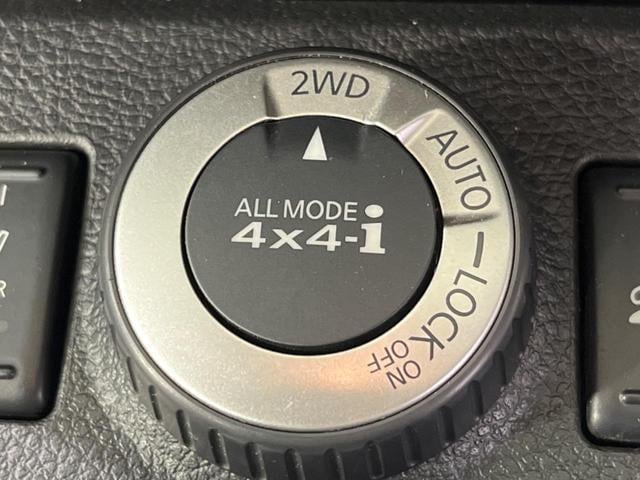 2WD
AUTO
LOCK
ON
OFF
ALL MODE
4x4-i